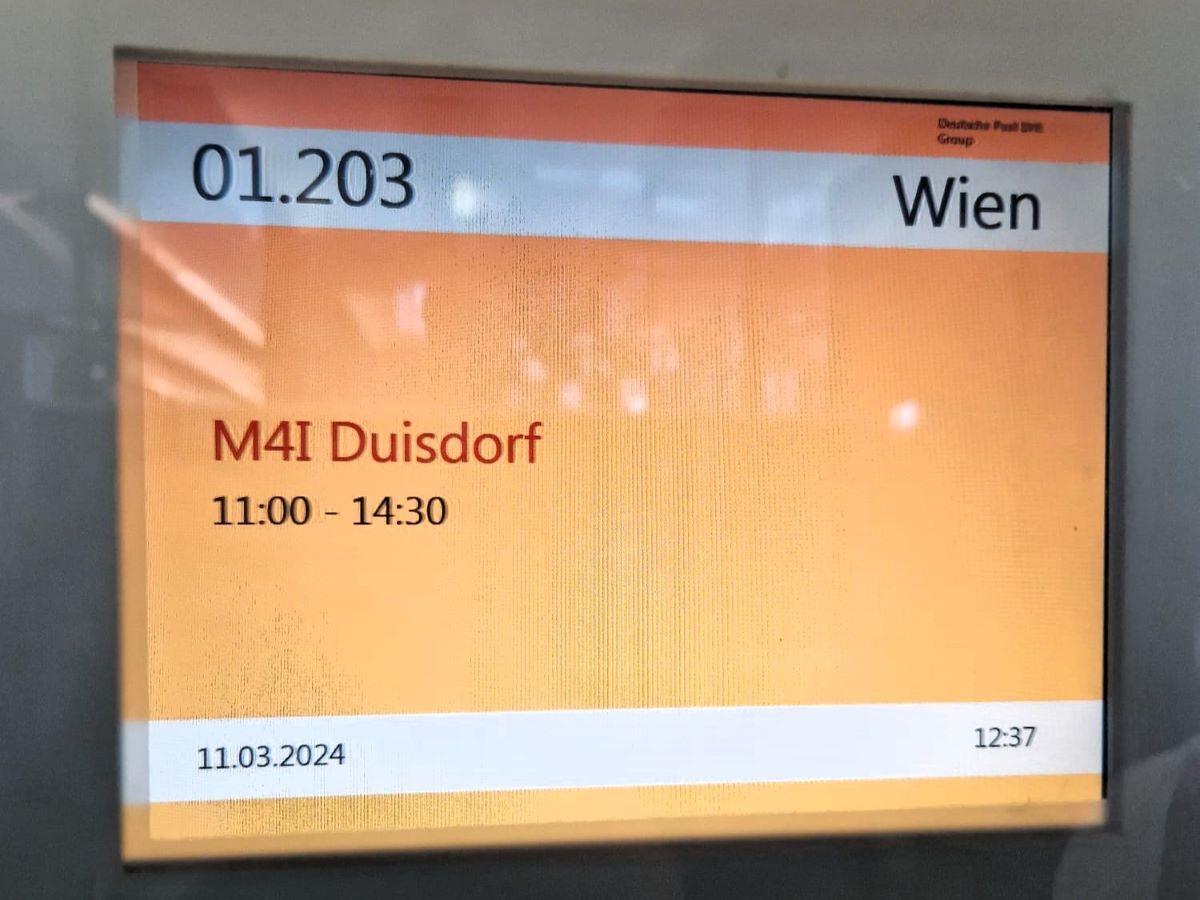 Deutsche Post DHL
Group
01.203
Wien
M4I Duisdorf
11:00 - 14:30
11.03.2024
12:37